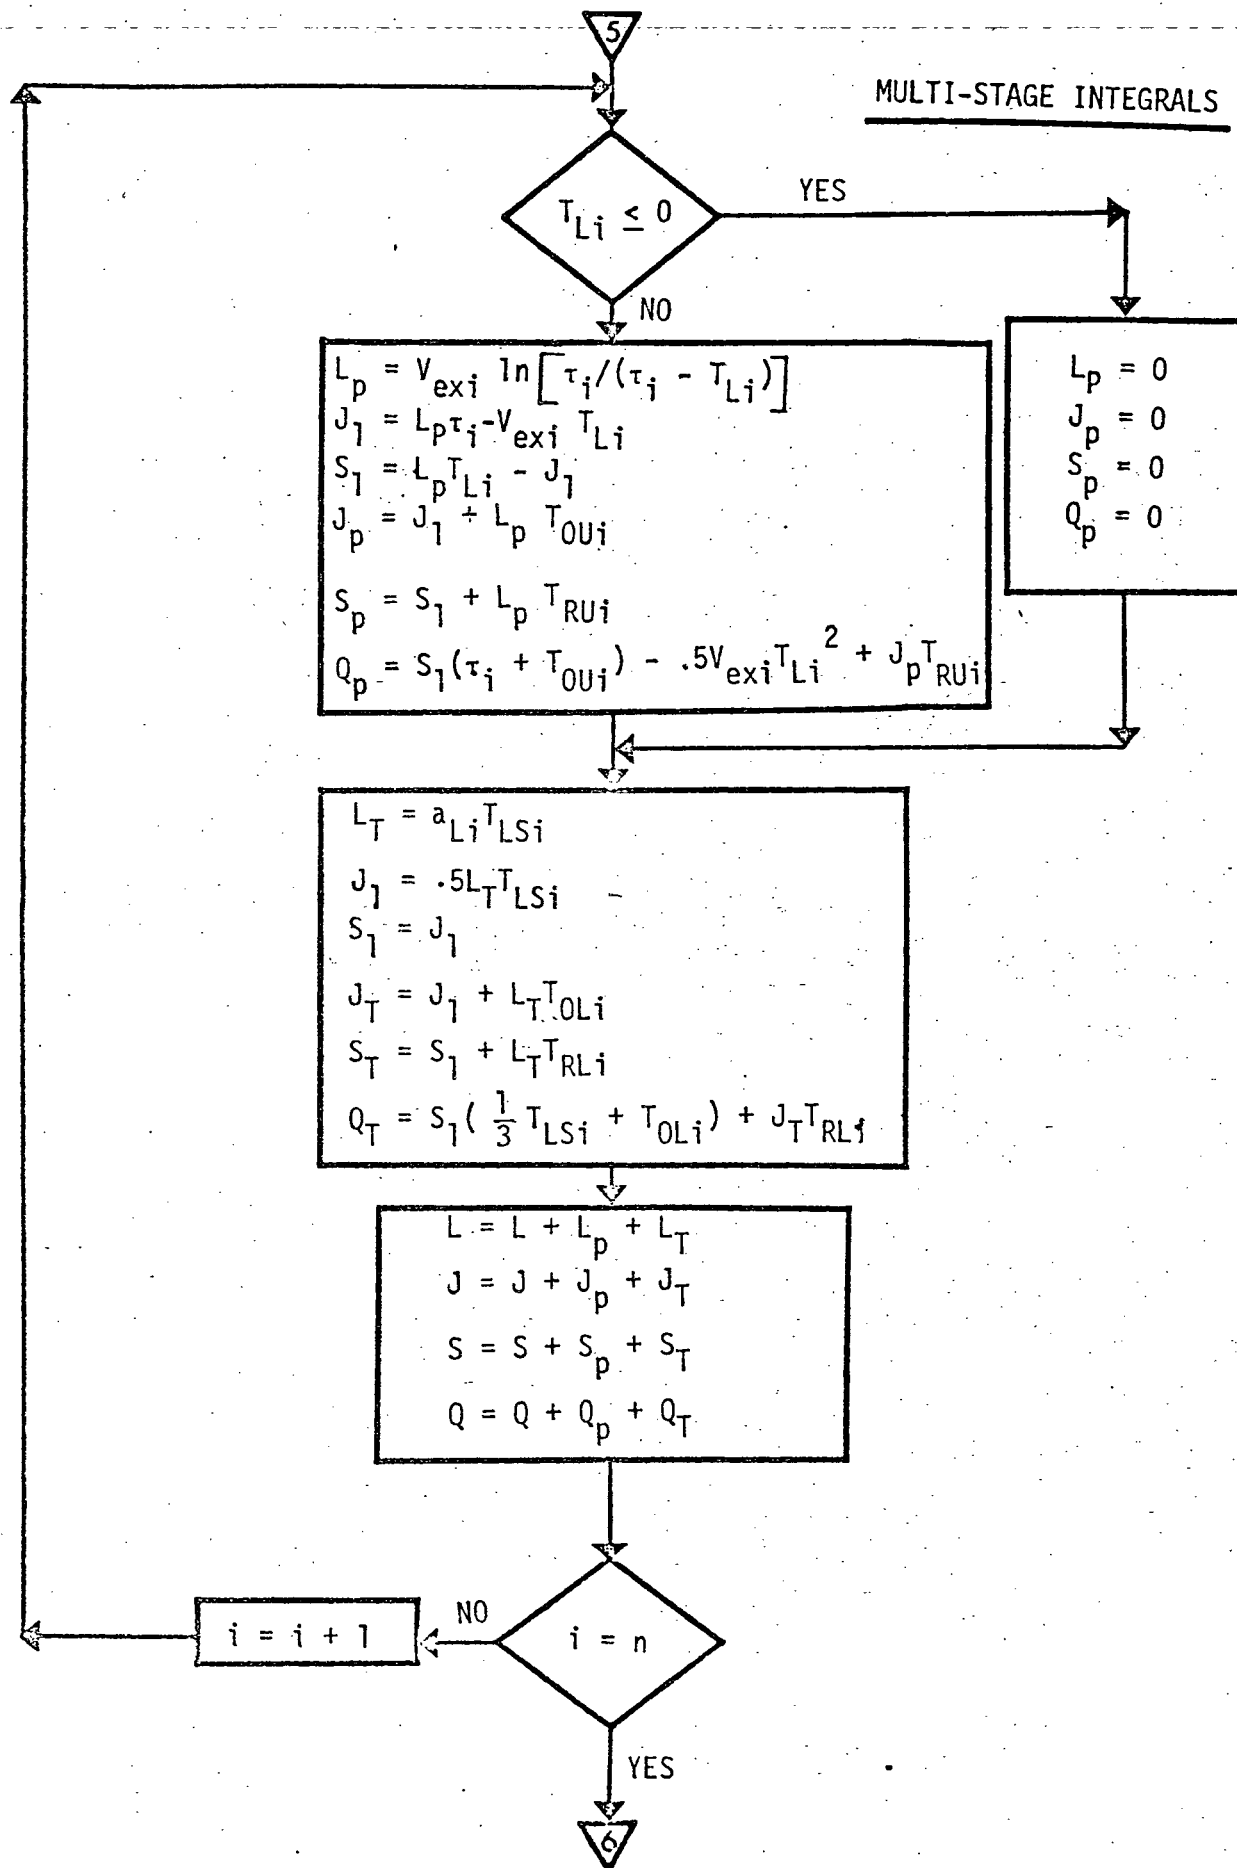 5
MULTI-STAGE INTEGRALS
T_Li ≤ 0
YES
NO
L_p = V_exi ln[τ_i/(τ_i - T_Li)]
J_1 = L_pτ_i-V_exi T_Li
S_1 = L_pT_Li - J_1
J_p = J_1 + L_p T_OUi
S_p = S_1 + L_p T_RUi
Q_p = S_1(τ_i + T_OUi) - .5V_exiT_Li^2 + J_pT_RUi
L_p = 0
J_p = 0
S_p = 0
Q_p = 0
L_T = a_LiT_LSi
J_1 = .5L_TT_LSi
S_1 = J_1
J_T = J_1 + L_TT_OLi
S_T = S_1 + L_TT_RLi
Q_T = S_1( 1/3 T_LSi + T_OLi) + J_TT_RLi
L = L + L_p + L_T
J = J + J_p + J_T
S = S + S_p + S_T
Q = Q + Q_p + Q_T
i = i + 1
NO
i = n
YES
6